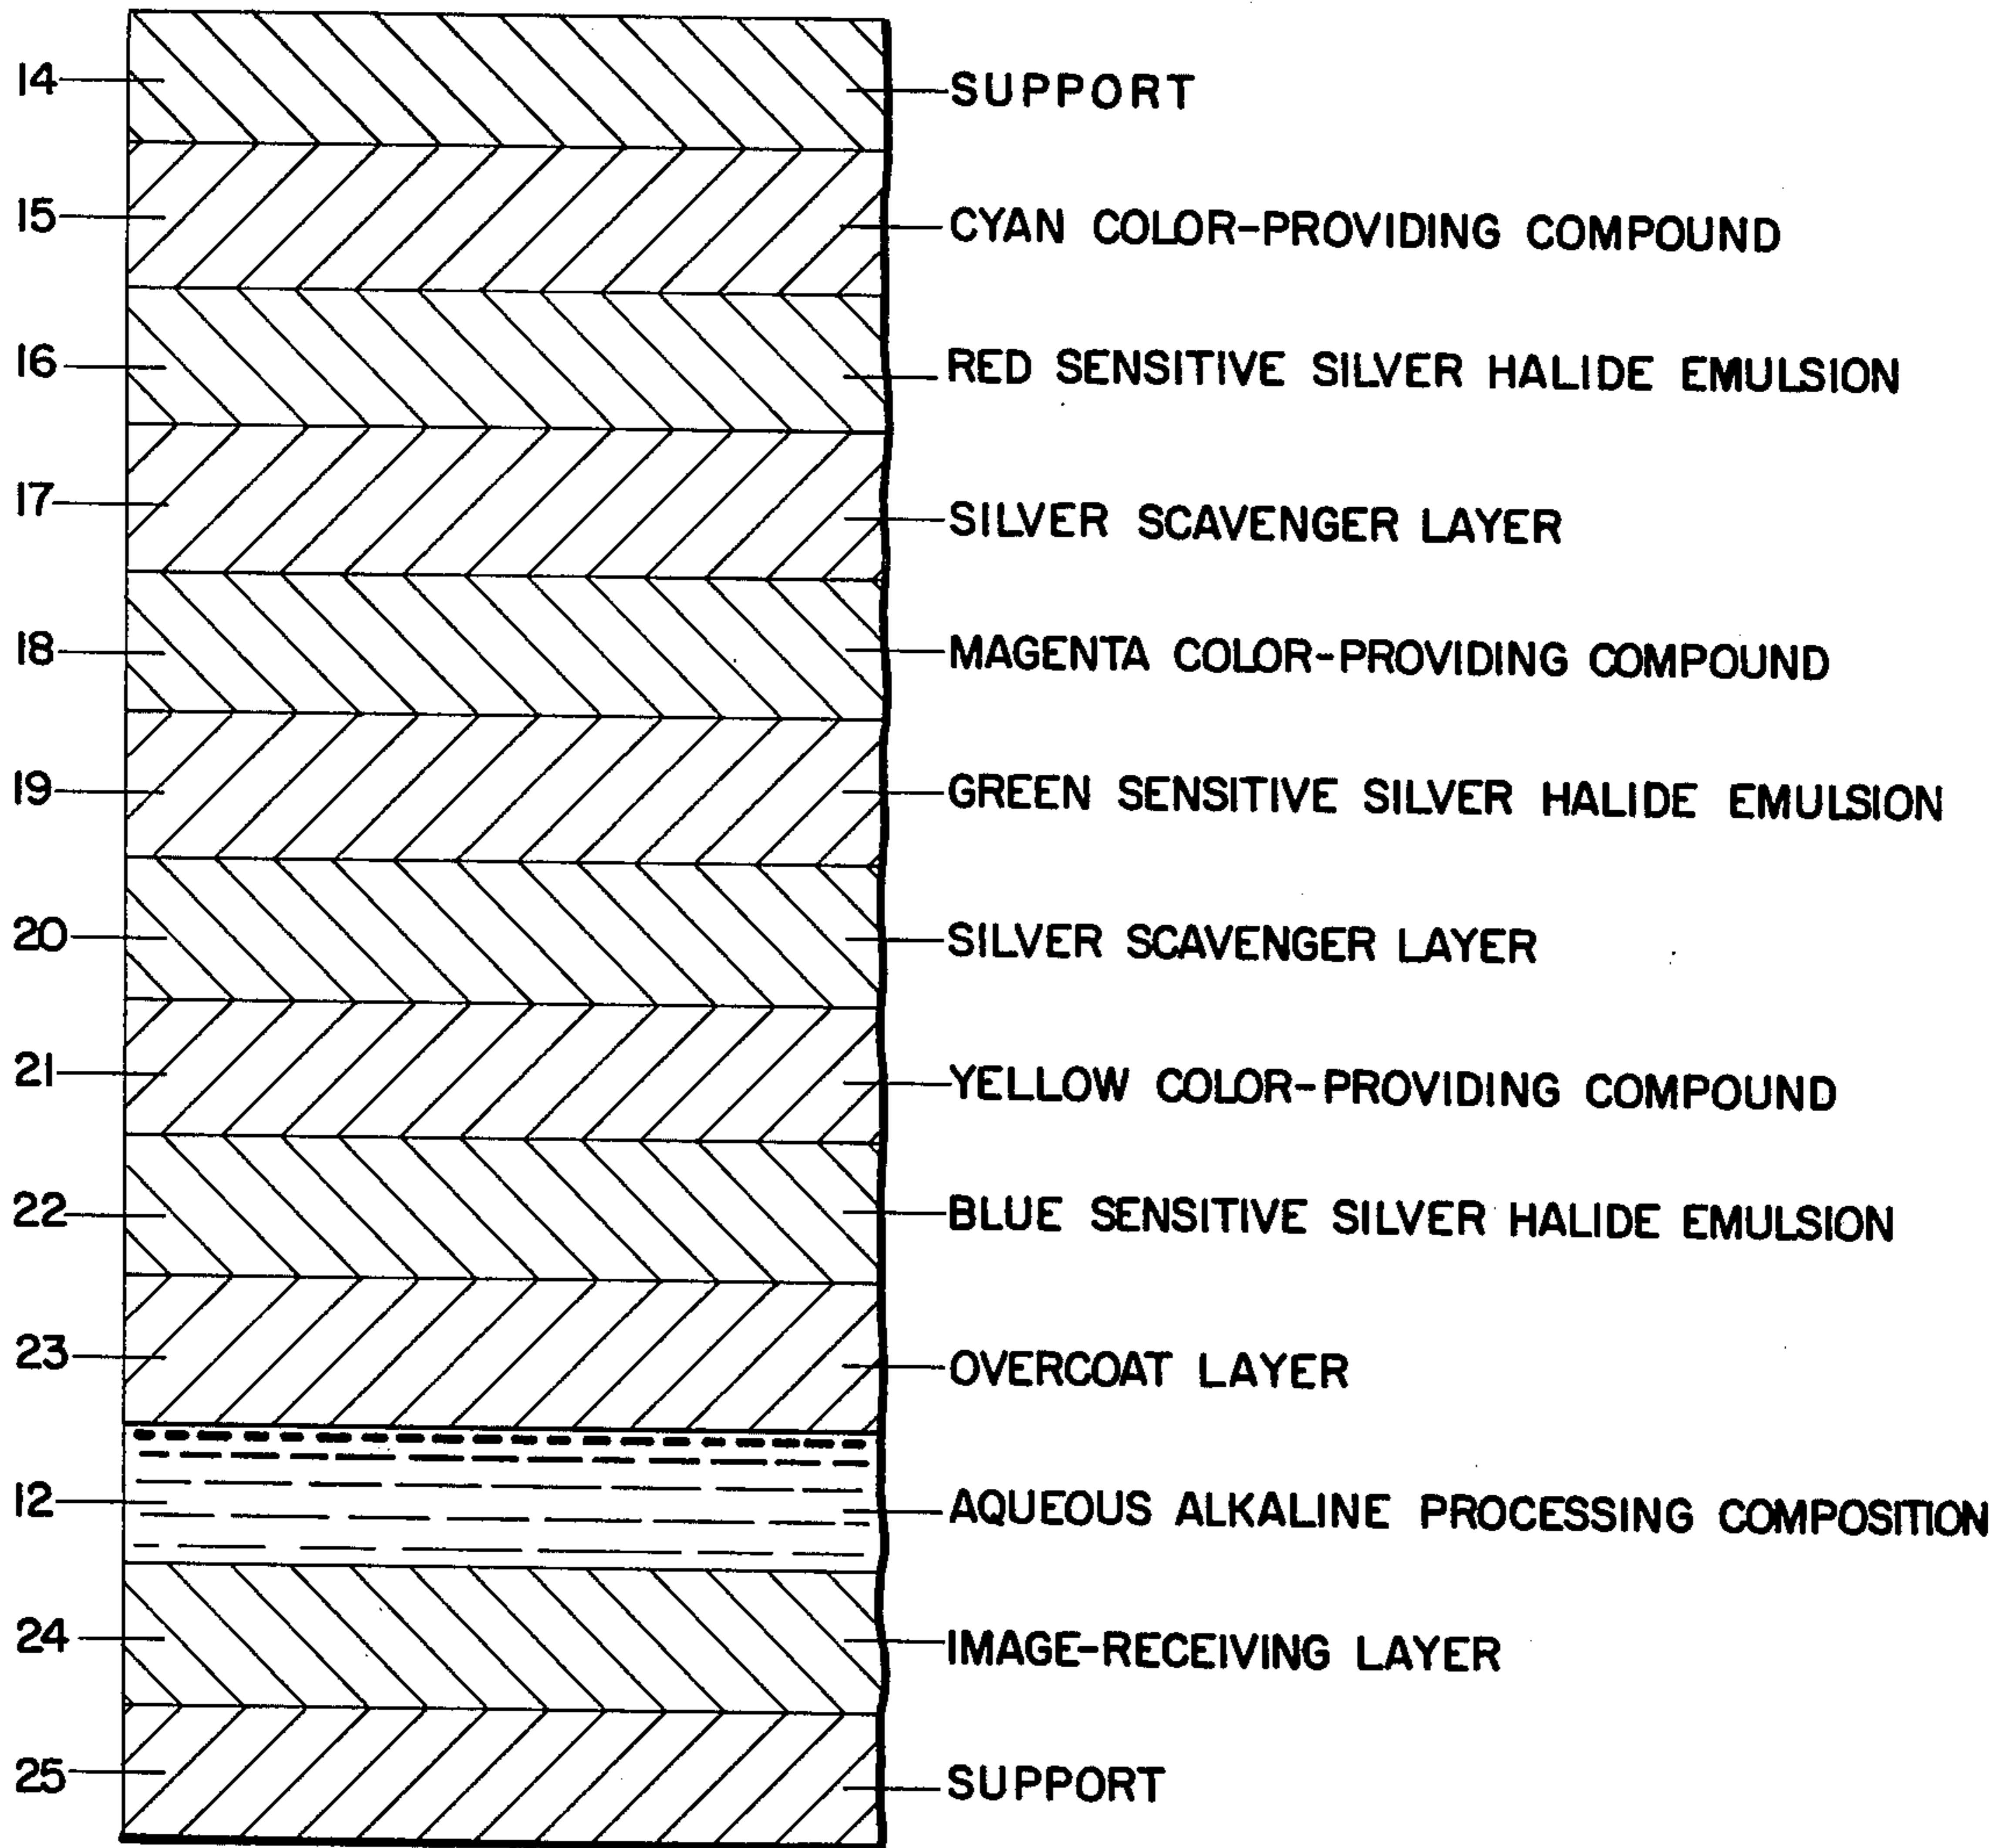 14 SUPPORT
15 CYAN COLOR-PROVIDING COMPOUND
16 RED SENSITIVE SILVER HALIDE EMULSION
17 SILVER SCAVENGER LAYER
18 MAGENTA COLOR-PROVIDING COMPOUND
19 GREEN SENSITIVE SILVER HALIDE EMULSION
20 SILVER SCAVENGER LAYER
21 YELLOW COLOR-PROVIDING COMPOUND
22 BLUE SENSITIVE SILVER HALIDE EMULSION
23 OVERCOAT LAYER
12 AQUEOUS ALKALINE PROCESSING COMPOSITION
24 IMAGE-RECEIVING LAYER
25 SUPPORT